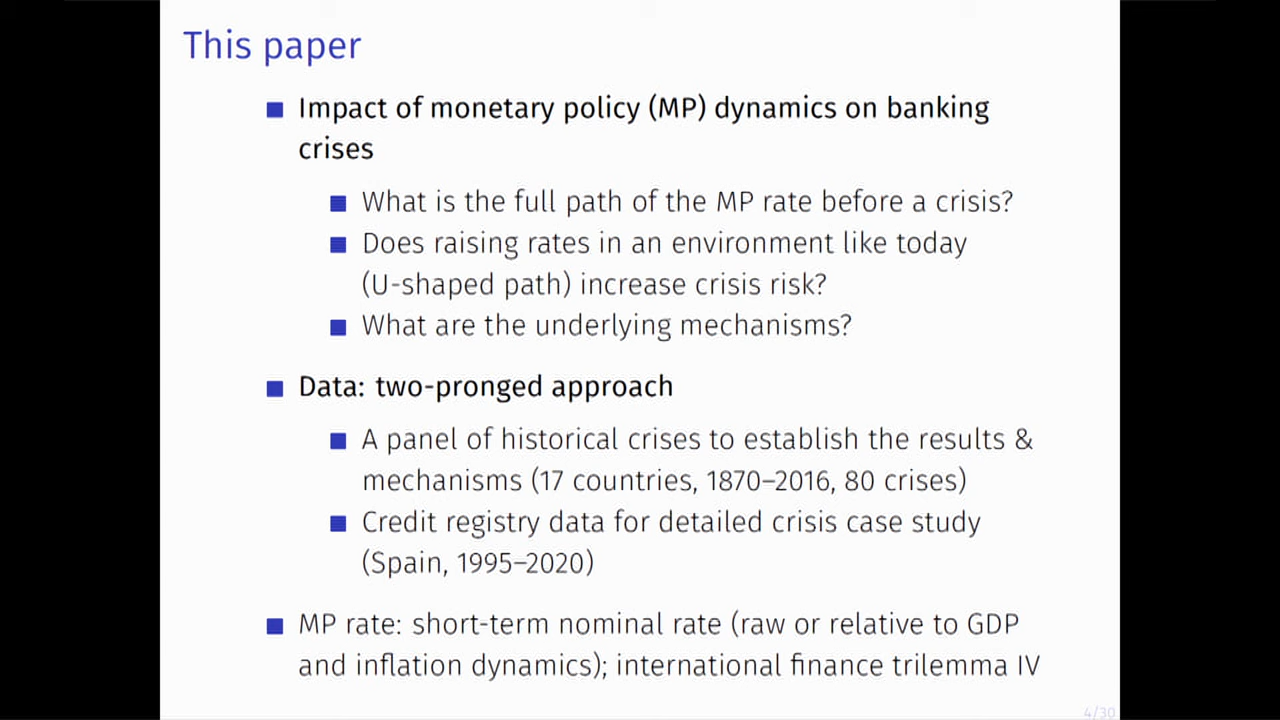 This paper
Impact of monetary policy (MP) dynamics on banking
crises
What is the full path of the MP rate before a crisis?
Does raising rates in an environment like today
(U-shaped path) increase crisis risk?
What are the underlying mechanisms?
Data: two-pronged approach
A panel of historical crises to establish the results &
mechanisms (17 countries, 1870–2016, 80 crises)
Credit registry data for detailed crisis case study
(Spain, 1995–2020)
MP rate: short-term nominal rate (raw or relative to GDP
and inflation dynamics); international finance trilemma IV
4/30